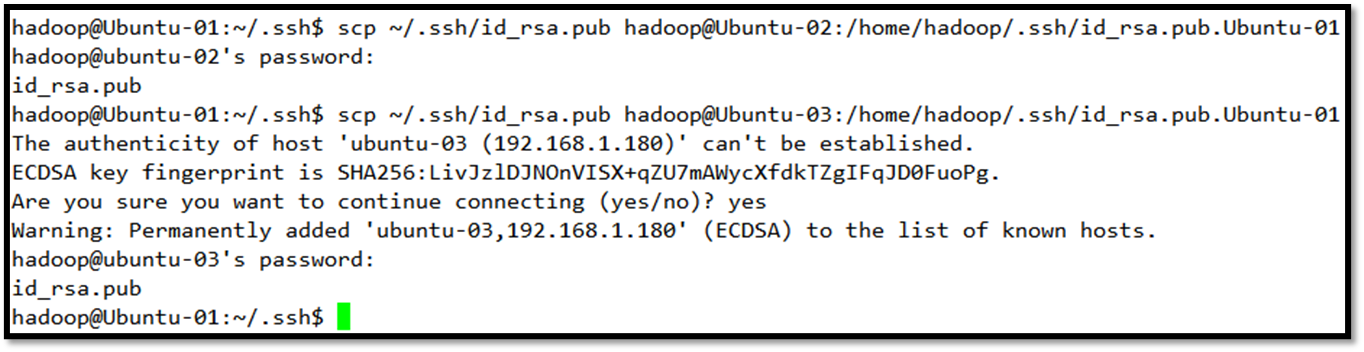 hadoop@Ubuntu-01:~/.ssh$ scp ~/.ssh/id_rsa.pub hadoop@Ubuntu-02:/home/hadoop/.ssh/id_rsa.pub.Ubuntu-01
hadoop@ubuntu-02's password:
id_rsa.pub
hadoop@Ubuntu-01:~/.ssh$ scp ~/.ssh/id_rsa.pub hadoop@Ubuntu-03:/home/hadoop/.ssh/id_rsa.pub.Ubuntu-01
The authenticity of host 'ubuntu-03 (192.168.1.180)' can't be established.
ECDSA key fingerprint is SHA256:LivJzlDJNOnVISX+qZU7mAWycXfdkTZgIFqJD0FuoPg.
Are you sure you want to continue connecting (yes/no)? yes
Warning: Permanently added 'ubuntu-03,192.168.1.180' (ECDSA) to the list of known hosts.
hadoop@ubuntu-03's password:
id_rsa.pub
hadoop@Ubuntu-01:~/.ssh$